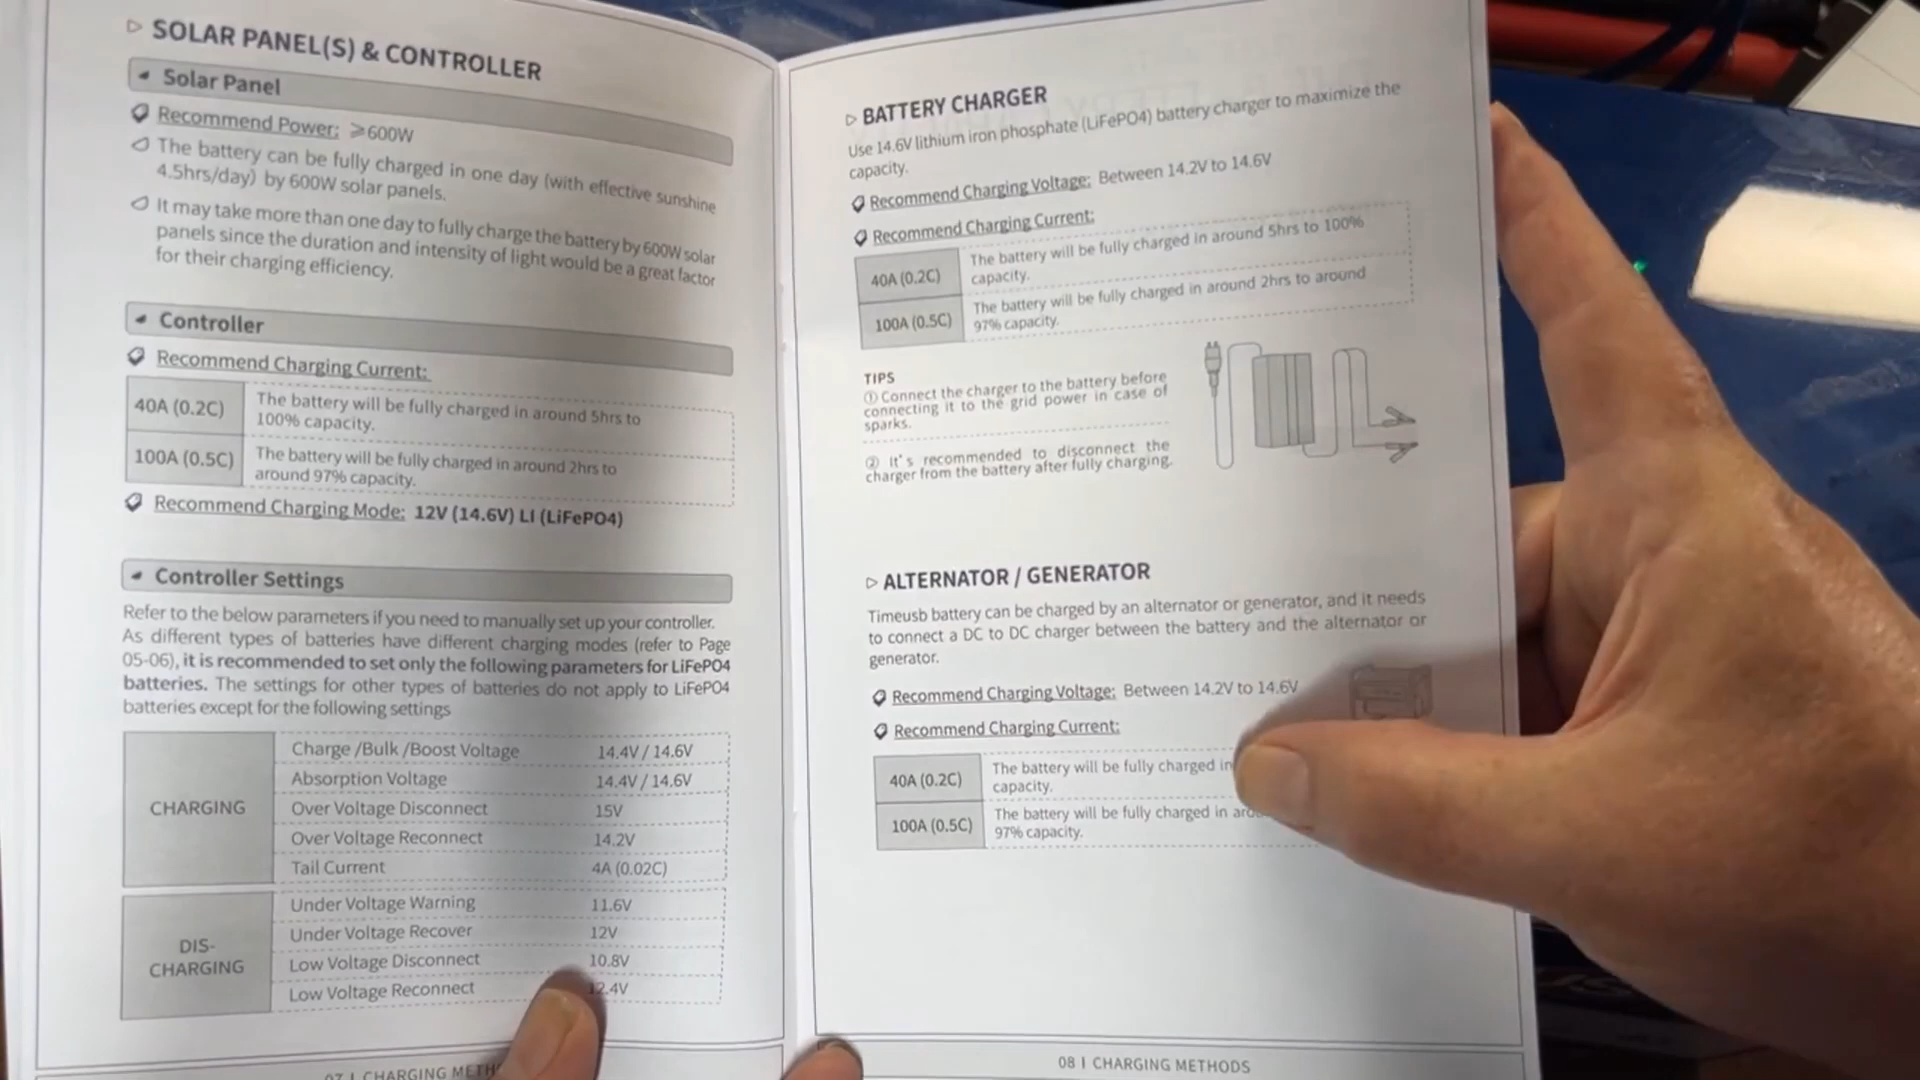 SOLAR PANEL(S) & CONTROLLER
Solar Panel
Recommend Power: ⩾600W
The battery can be fully charged in one day (with effective sunshine
4.5hrs/day) by 600W solar panels.
It may take more than one day to fully charge the battery by 600W solar
panels since the duration and intensity of light would be a great factor
for their charging efficiency.
Controller
Recommend Charging Current:
40A (0.2C)
The battery will be fully charged in around 5hrs to
100% capacity.
100A (0.5C)
The battery will be fully charged in around 2hrs to
around 97% capacity.
Recommend Charging Mode: 12V (14.6V) LI (LiFePO4)
Controller Settings
Refer to the below parameters if you need to manually set up your controller.
As different types of batteries have different charging modes (refer to Page
05-06), it is recommended to set only the following parameters for LiFePO4
batteries. The settings for other types of batteries do not apply to LiFePO4
batteries except for the following settings
CHARGING
Charge /Bulk /Boost Voltage 14.4V / 14.6V
Absorption Voltage 14.4V / 14.6V
Over Voltage Disconnect 15V
Over Voltage Reconnect 14.2V
Tail Current 4A (0.02C)
DIS-
CHARGING
Under Voltage Warning 11.6V
Under Voltage Recover 12V
Low Voltage Disconnect 10.8V
Low Voltage Reconnect 12.4V
07 I CHARGING
BATTERY CHARGER
Use 14.6V lithium iron phosphate (LiFePO4) battery charger to maximize the
capacity.
Recommend Charging Voltage: Between 14.2V to 14.6V
Recommend Charging Current:
40A (0.2C)
The battery will be fully charged in around 5hrs to 100%
capacity.
100A (0.5C)
The battery will be fully charged in around 2hrs to around
97% capacity.
TIPS
① Connect the charger to the battery before
connecting it to the grid power in case of
sparks.
② It's recommended to disconnect the
charger from the battery after fully charging.
ALTERNATOR / GENERATOR
Timeusb battery can be charged by an alternator or generator, and it needs
to connect a DC to DC charger between the battery and the alternator or
generator.
Recommend Charging Voltage: Between 14.2V to 14.6V
Recommend Charging Current:
40A (0.2C)
The battery will be fully charged in
capacity.
100A (0.5C)
The battery will be fully charged in
97% capacity.
08 I CHARGING METHODS